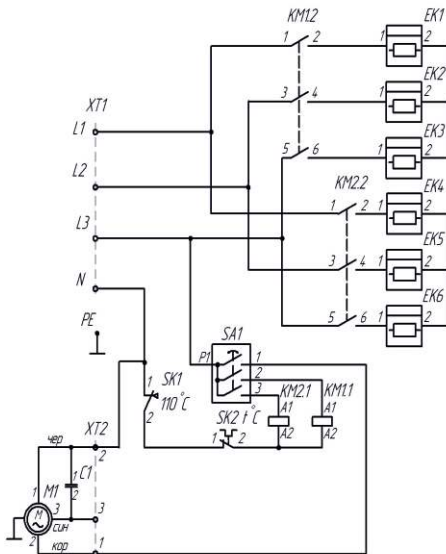 KM1.2
EK1
1 2
1 2
EK2
3 4
1 2
XT1
EK3
L1
5 6
1 2
KM2.2
EK4
L2
1 2
1 2
EK5
L3
3 4
1 2
EK6
N
5 6
1 2
SA1
PE
P1 1
SK1
2
1
3
KM2.1 KM1.1
110°C
SK2 t°C
A1 A1
2
1 2
A2 A2
XT2
чер
2
C1
1
2
M1
1
M
3
син
3
2
кор
1